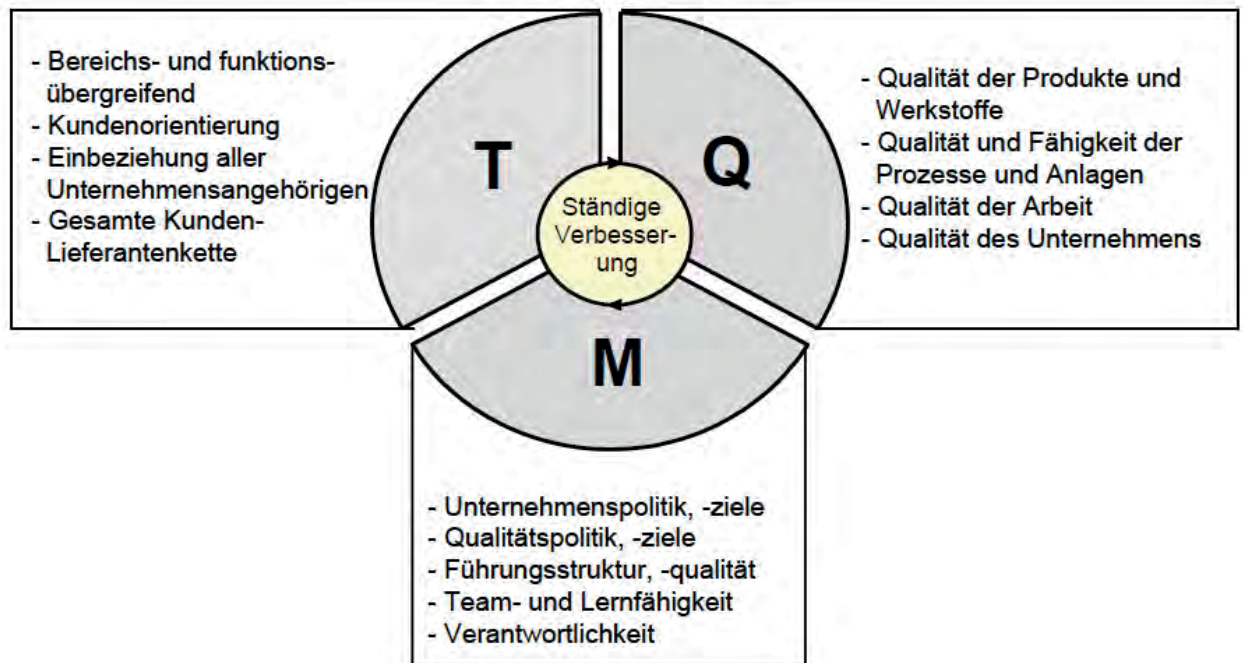 - Bereichs- und funktions-
übergreifend
- Kundenorientierung
- Einbeziehung aller
Unternehmensangehörigen
- Gesamte Kunden-
Lieferantenkette
T
Q
- Qualität der Produkte und
Werkstoffe
- Qualität und Fähigkeit der
Prozesse und Anlagen
- Qualität der Arbeit
- Qualität des Unternehmens
Ständige
Verbesser-
ung
M
- Unternehmenspolitik, -ziele
- Qualitätspolitik, -ziele
- Führungsstruktur, -qualität
- Team- und Lernfähigkeit
- Verantwortlichkeit